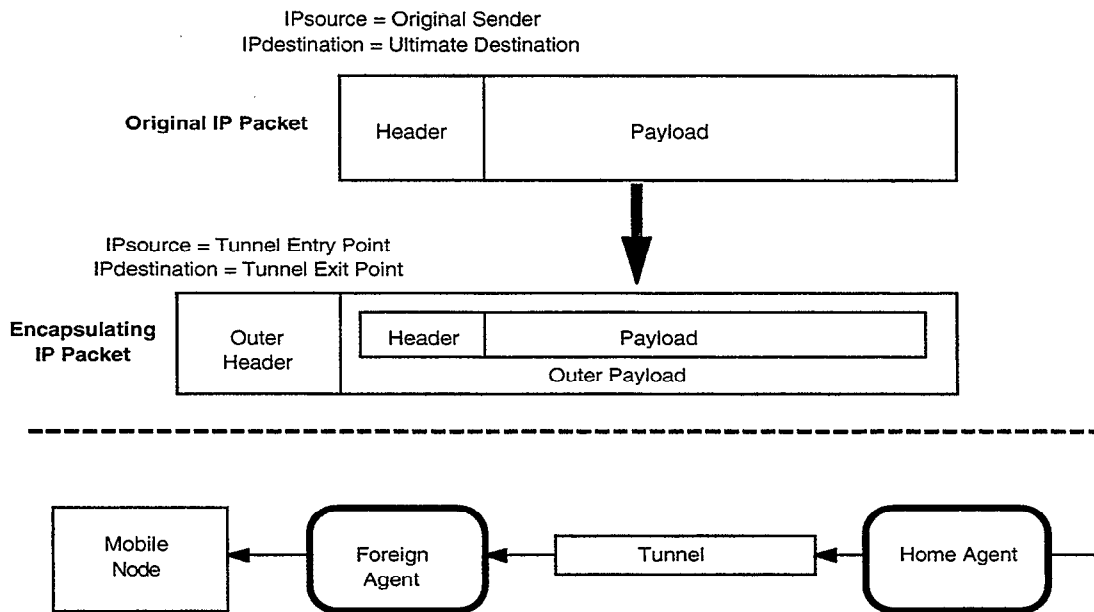 IPsource = Original Sender
IPdestination = Ultimate Destination
Original IP Packet
Header
Payload
IPsource = Tunnel Entry Point
IPdestination = Tunnel Exit Point
Encapsulating
IP Packet
Outer
Header
Header
Payload
Outer Payload
Mobile
Node
Foreign
Agent
Tunnel
Home Agent